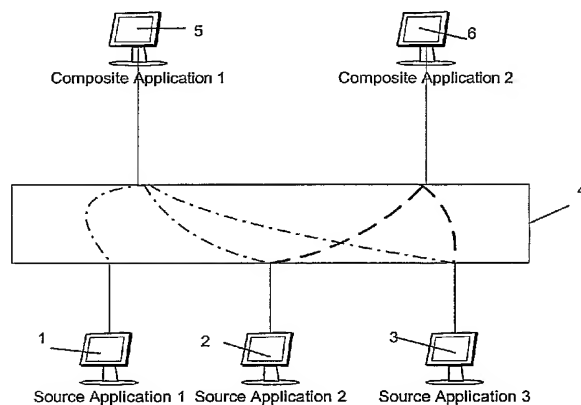 5
6
Composite Application 1
Composite Application 2
4
1
2
3
Source Application 1
Source Application 2
Source Application 3